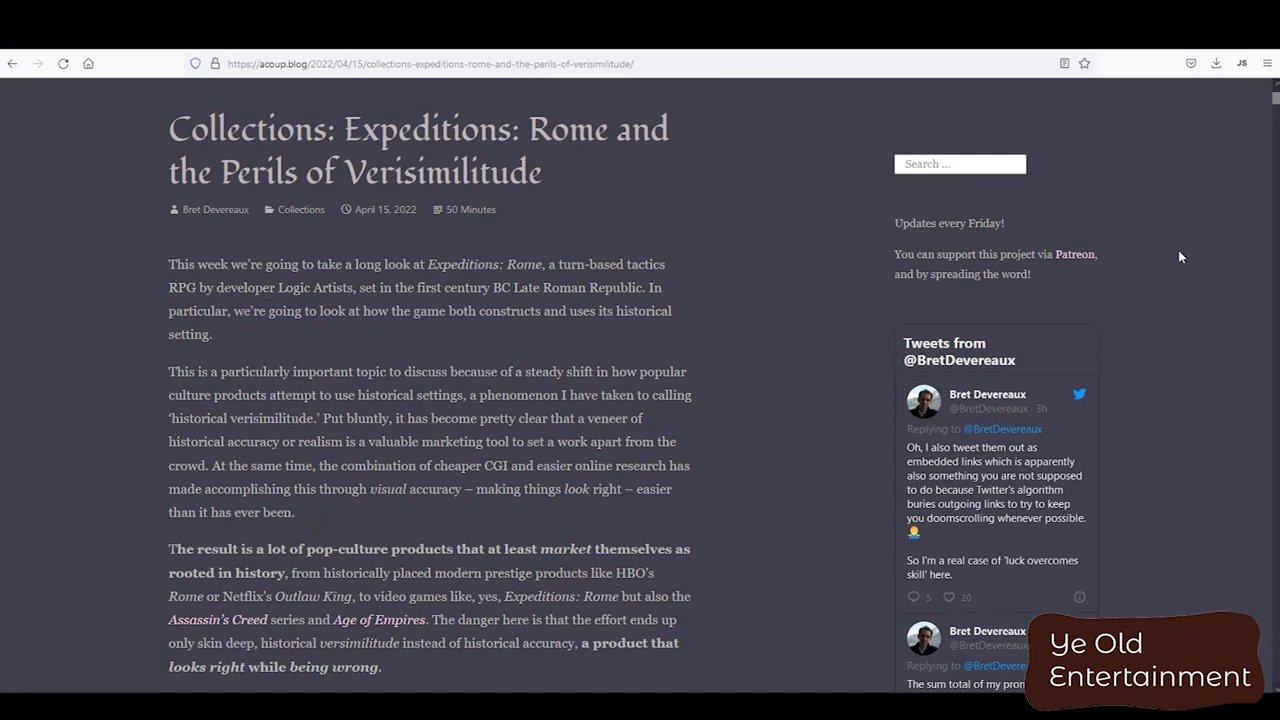 https://acoup.blog/2022/04/15/collections-expeditions-rome-and-the-perils-of-verisimilitude/
JS
Collections: Expeditions: Rome and
the Perils of Verisimilitude
Bret Devereaux Collections April 15, 2022 50 Minutes
This week we're going to take a long look at Expeditions: Rome, a turn-based tactics
RPG by developer Logic Artists, set in the first century BC Late Roman Republic. In
particular, we're going to look at how the game both constructs and uses its historical
setting.
This is a particularly important topic to discuss because of a steady shift in how popular
culture products attempt to use historical settings, a phenomenon I have taken to calling
'historical verisimilitude.' Put bluntly, it has become pretty clear that a veneer of
historical accuracy or realism is a valuable marketing tool to set a work apart from the
crowd. At the same time, the combination of cheaper CGI and easier online research has
made accomplishing this through visual accuracy – making things look right – easier
than it has ever been.
The result is a lot of pop-culture products that at least market themselves as
rooted in history, from historically placed modern prestige products like HBO's
Rome or Netflix's Outlaw King, to video games like, yes, Expeditions: Rome but also the
Assassin's Creed series and Age of Empires. The danger here is that the effort ends up
only skin deep, historical versimilitude instead of historical accuracy, a product that
looks right while being wrong.
Search ...
Updates every Friday!
You can support this project via Patreon,
and by spreading the word!
Tweets from
@BretDevereaux
Bret Devereaux
@BretDevereaux · 3h
Replying to @BretDevereaux
Oh, I also tweet them out as
embedded links which is apparently
also something you are not supposed
to do because Twitter's algorithm
buries outgoing links to try to keep
you doomscrolling whenever possible.
So I'm a real case of 'luck overcomes
skill' here.
5 20
Bret Devereaux
@BretDevereaux
Replying to @BretDevere
The sum total of my pro
Ye Old
Entertainment